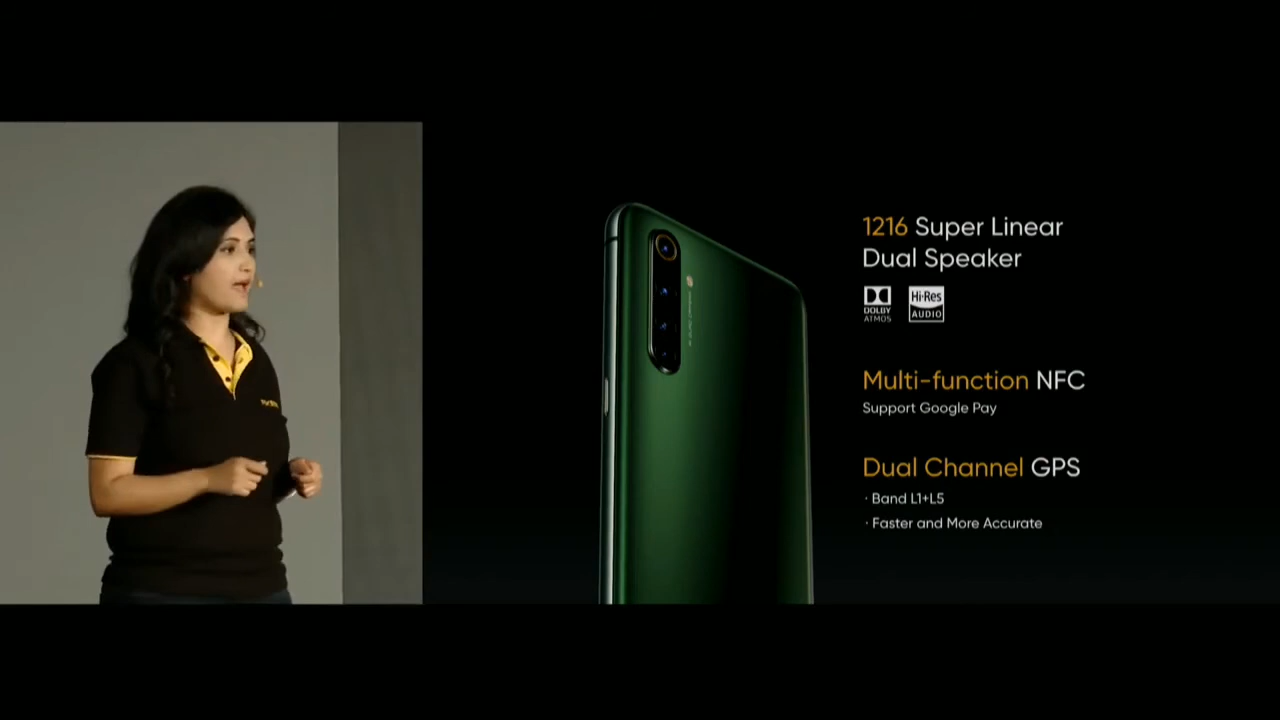 1216 Super Linear
Dual Speaker
DOLBY
ATMOS
Hi-Res
AUDIO
Multi-function NFC
Support Google Pay
Dual Channel GPS
· Band L1+L5
· Faster and More Accurate